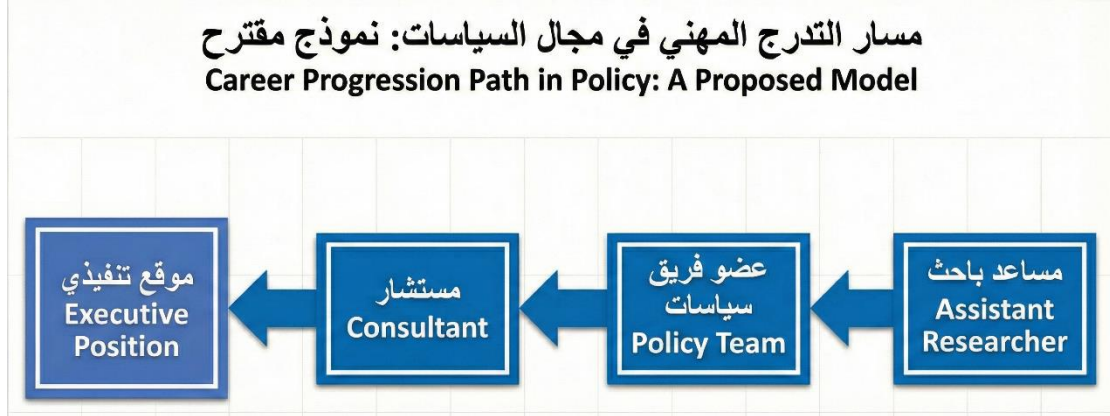 مسار التدرج المهني في مجال السياسات: نموذج مقترح
Career Progression Path in Policy: A Proposed Model
مساعد باحث
Assistant
Researcher
عضو فريق
سياسات
Policy Team
مستشار
Consultant
موقع تنفيذي
Executive
Position